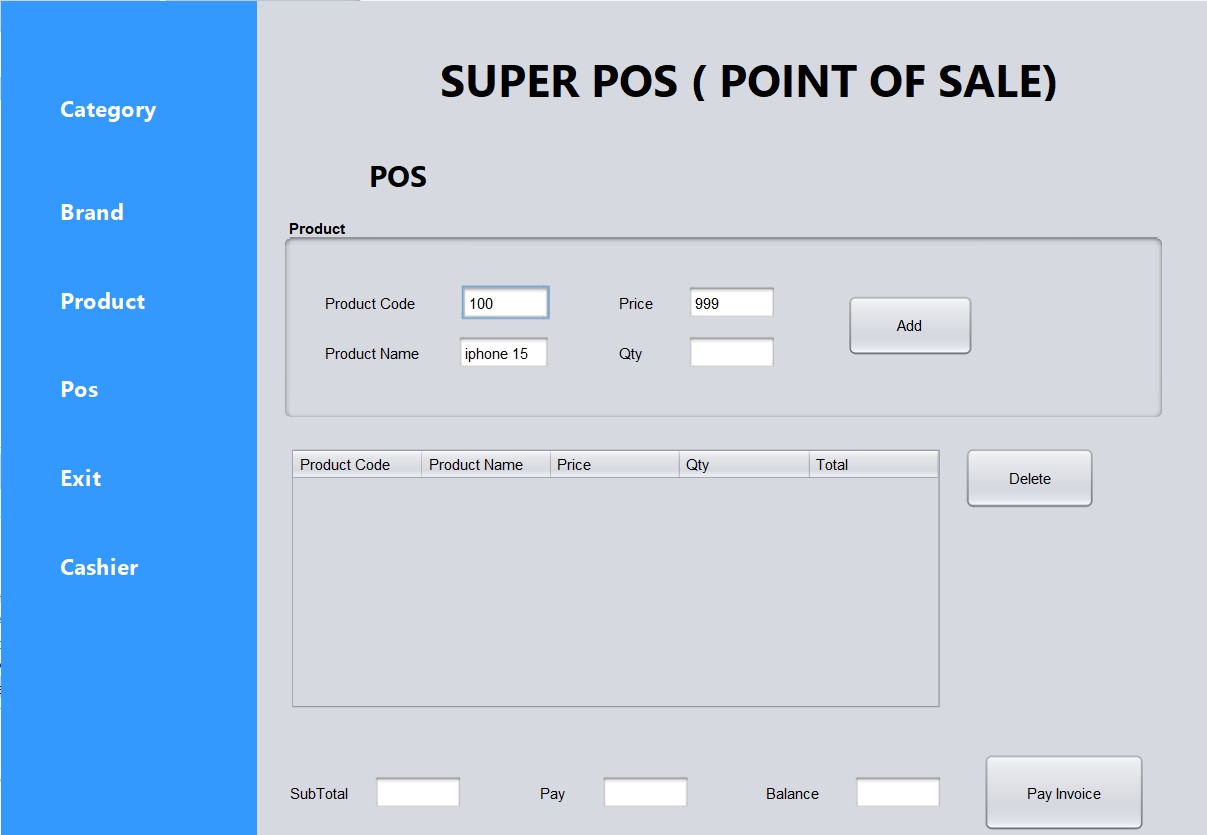 SUPER POS ( POINT OF SALE)
Category
Brand
Product
Pos
Exit
Cashier
POS
Product
Product Code 100 Price 999 Add
Product Name iphone 15 Qty
Product Code Product Name Price Qty Total Delete
SubTotal Pay Balance Pay Invoice